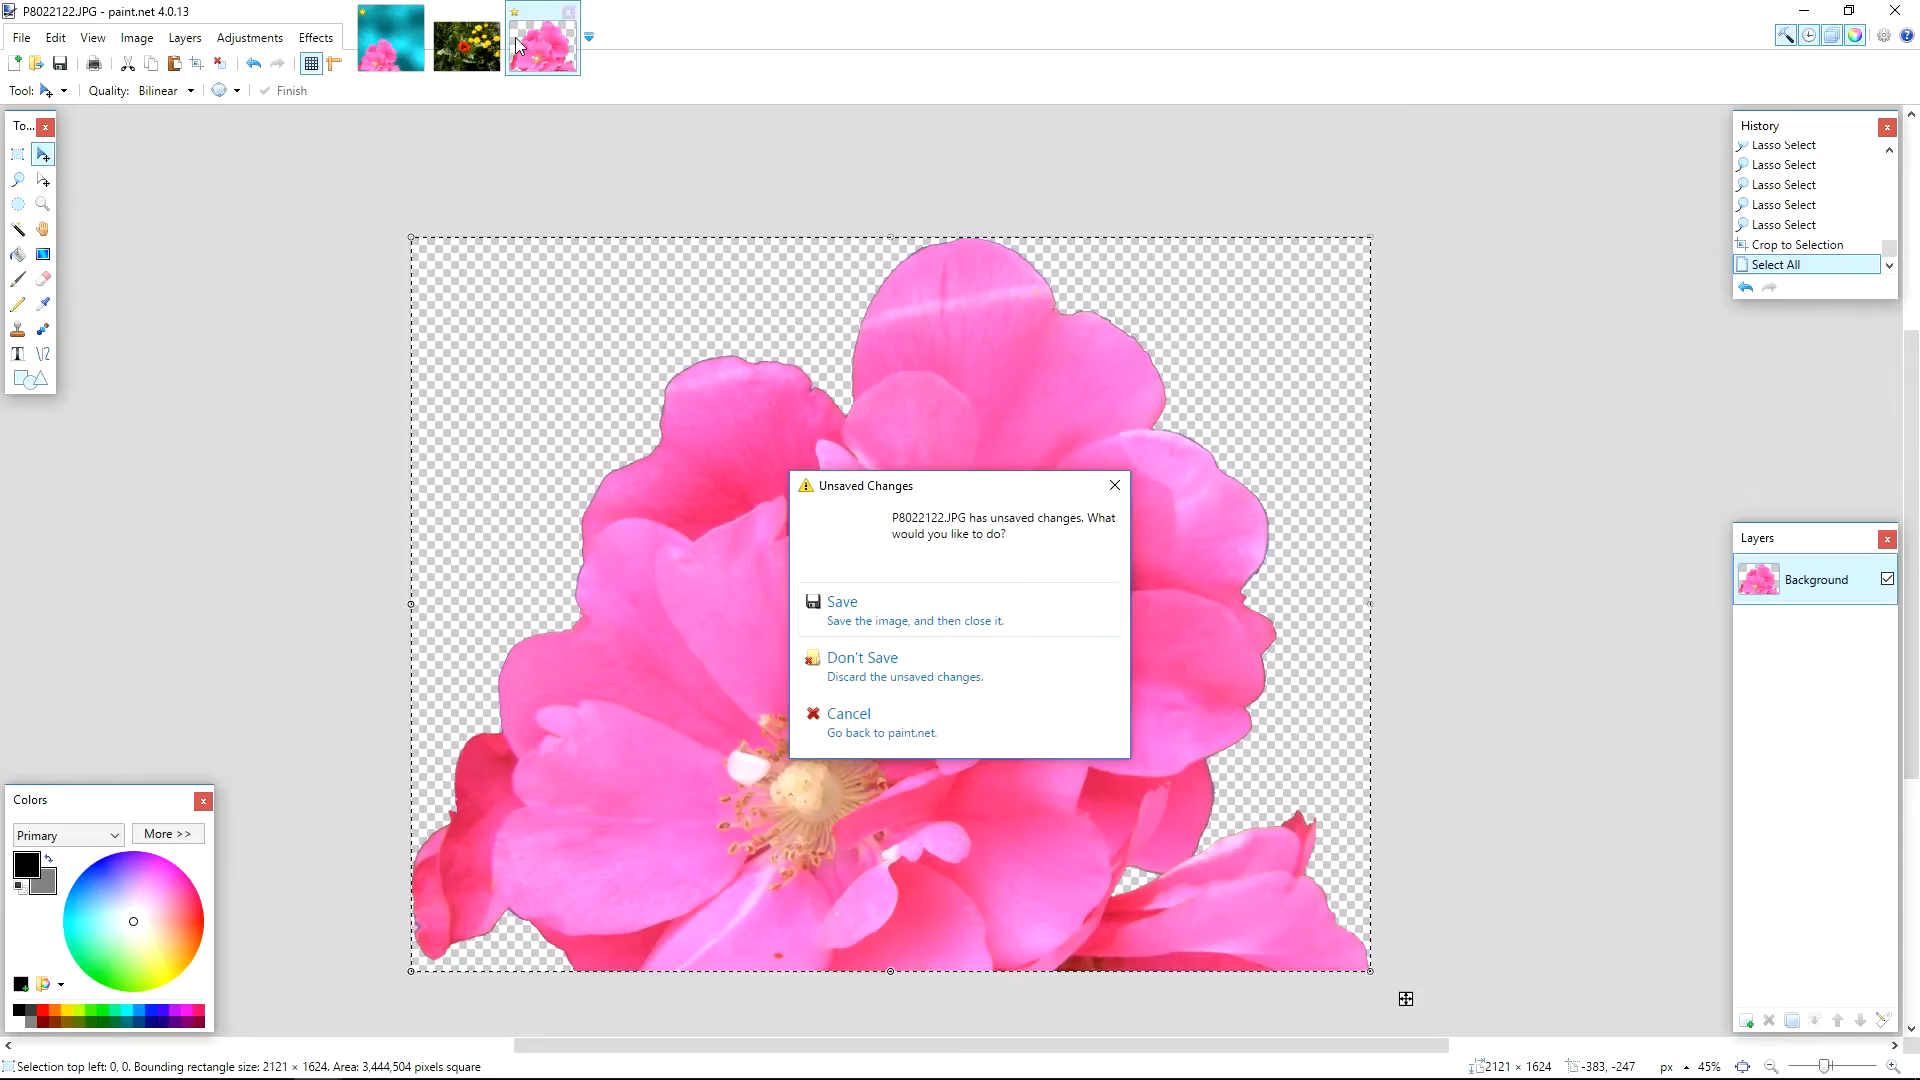 P8022122.JPG - paint.net 4.0.13
File Edit View Image Layers Adjustments Effects
Tool: Quality: Bilinear Finish
To...
History
Lasso Select
Lasso Select
Lasso Select
Lasso Select
Lasso Select
Crop to Selection
Select All
Unsaved Changes
P8022122.JPG has unsaved changes. What
would you like to do?
Save
Save the image, and then close it.
Don't Save
Discard the unsaved changes.
Cancel
Go back to paint.net.
Layers
Background
Colors
Primary
More >>
Selection top left: 0, 0. Bounding rectangle size: 2121 × 1624. Area: 3,444,504 pixels square
2121 × 1624 -383, -247 px 45%